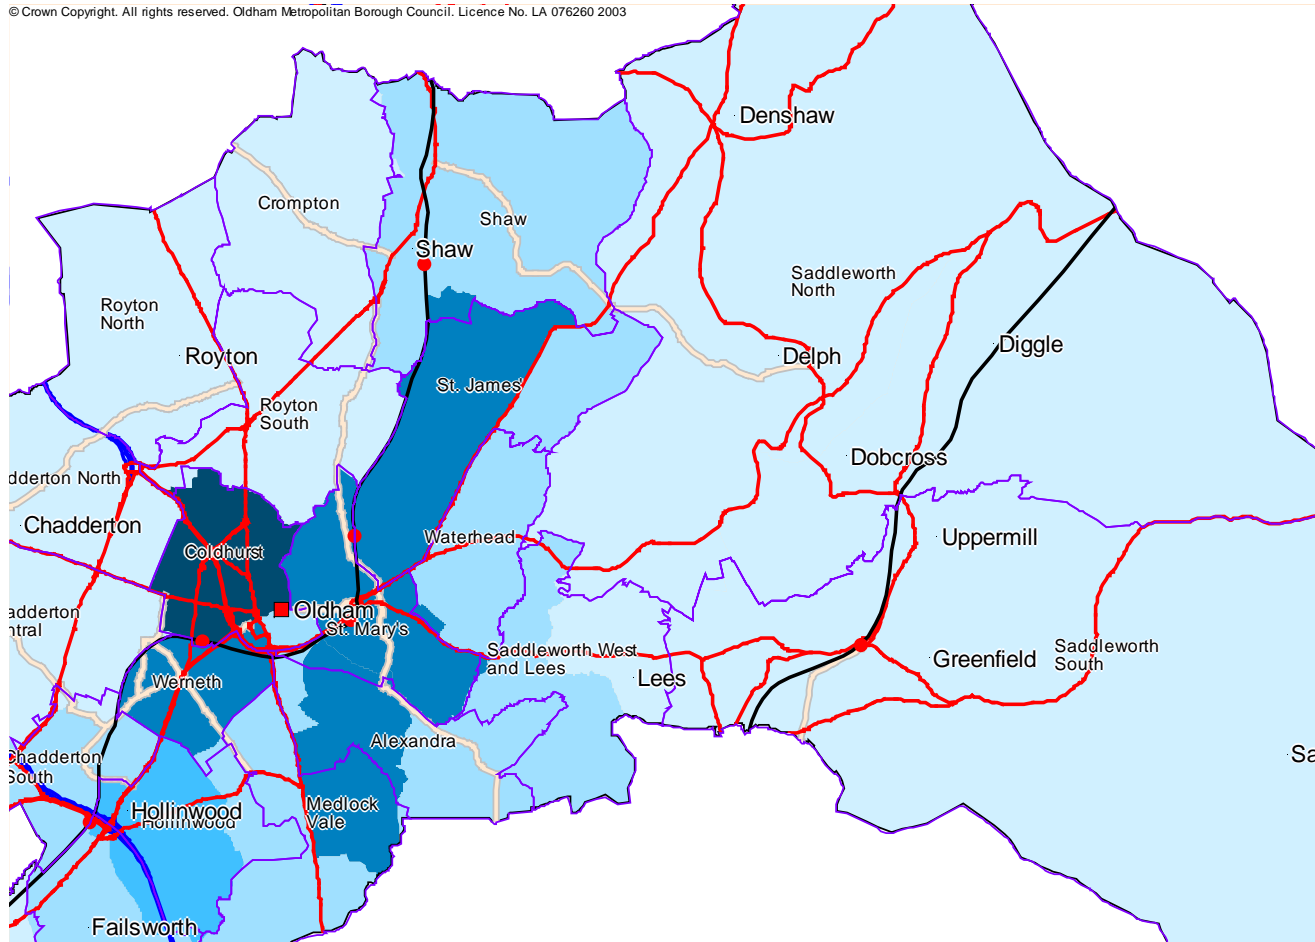 © Crown Copyright. All rights reserved. Oldham Metropolitan Borough Council. Licence No. LA 076260 2003
Denshaw
Crompton
Shaw
Shaw
Saddleworth
North
Royton
North
Royton
Delph
Diggle
St. James'
Royton
South
Dobcross
dderton North
Chadderton
Waterhead
Uppermill
Coldhurst
adderton
ntral
Oldham
St. Mary's
Saddleworth West
and Lees
Saddleworth
South
Greenfield
Lees
Werneth
Alexandra
Chadderton
South
Sa
Medlock
Vale
Hollinwood
Hollinwood
Failsworth